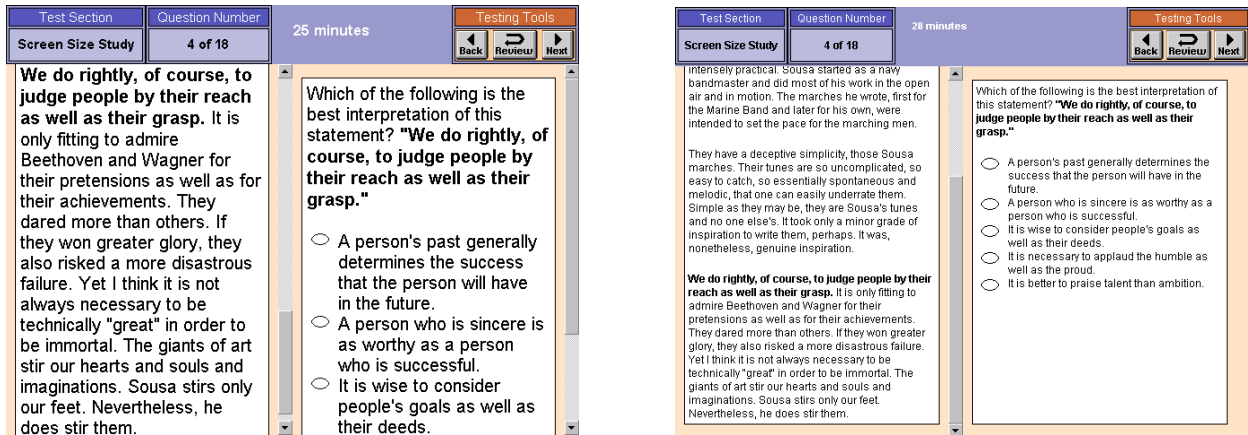 Test Section
Question Number
25 minutes
Testing Tools
Screen Size Study
4 of 18
Back
Review
Next
We do rightly, of course, to
judge people by their reach
as well as their grasp. It is
only fitting to admire
Beethoven and Wagner for
their pretensions as well as for
their achievements. They
dared more than others. If
they won greater glory, they
also risked a more disastrous
failure. Yet I think it is not
always necessary to be
technically "great" in order to
be immortal. The giants of art
stir our hearts and souls and
imaginations. Sousa stirs only
our feet. Nevertheless, he
does stir them.
Which of the following is the
best interpretation of this
statement? "We do rightly, of
course, to judge people by
their reach as well as their
grasp."
A person's past generally
determines the success
that the person will have
in the future.
A person who is sincere is
as worthy as a person
who is successful.
It is wise to consider
people's goals as well as
their deeds.
Test Section
Question Number
28 minutes
Testing Tools
Screen Size Study
4 of 18
Back
Review
Next
intensely practical. Sousa started as a navy
bandmaster and did most of his work in the open
air and in motion. The marches he wrote, first for
the Marine Band and later for his own, were
intended to set the pace for the marching men.
They have a deceptive simplicity, those Sousa
marches. Their tunes are so uncomplicated, so
easy to catch, so essentially spontaneous and
melodic, that one can easily underrate them.
Simple as they may be, they are Sousa's tunes
and no one else's. It took only a minor grade of
inspiration to write them, perhaps. It was,
nonetheless, genuine inspiration.
We do rightly, of course, to judge people by their
reach as well as their grasp. It is only fitting to
admire Beethoven and Wagner for their
pretensions as well as for their achievements.
They dared more than others. If they won greater
glory, they also risked a more disastrous failure.
Yet I think it is not always necessary to be
technically "great" in order to be immortal. The
giants of art stir our hearts and souls and
imaginations. Sousa stirs only our feet.
Nevertheless, he does stir them.
Which of the following is the best interpretation of
this statement? "We do rightly, of course, to
judge people by their reach as well as their
grasp."
A person's past generally determines the
success that the person will have in the
future.
A person who is sincere is as worthy as a
person who is successful.
It is wise to consider people's goals as
well as their deeds.
It is necessary to applaud the humble as
well as the proud.
It is better to praise talent than ambition.